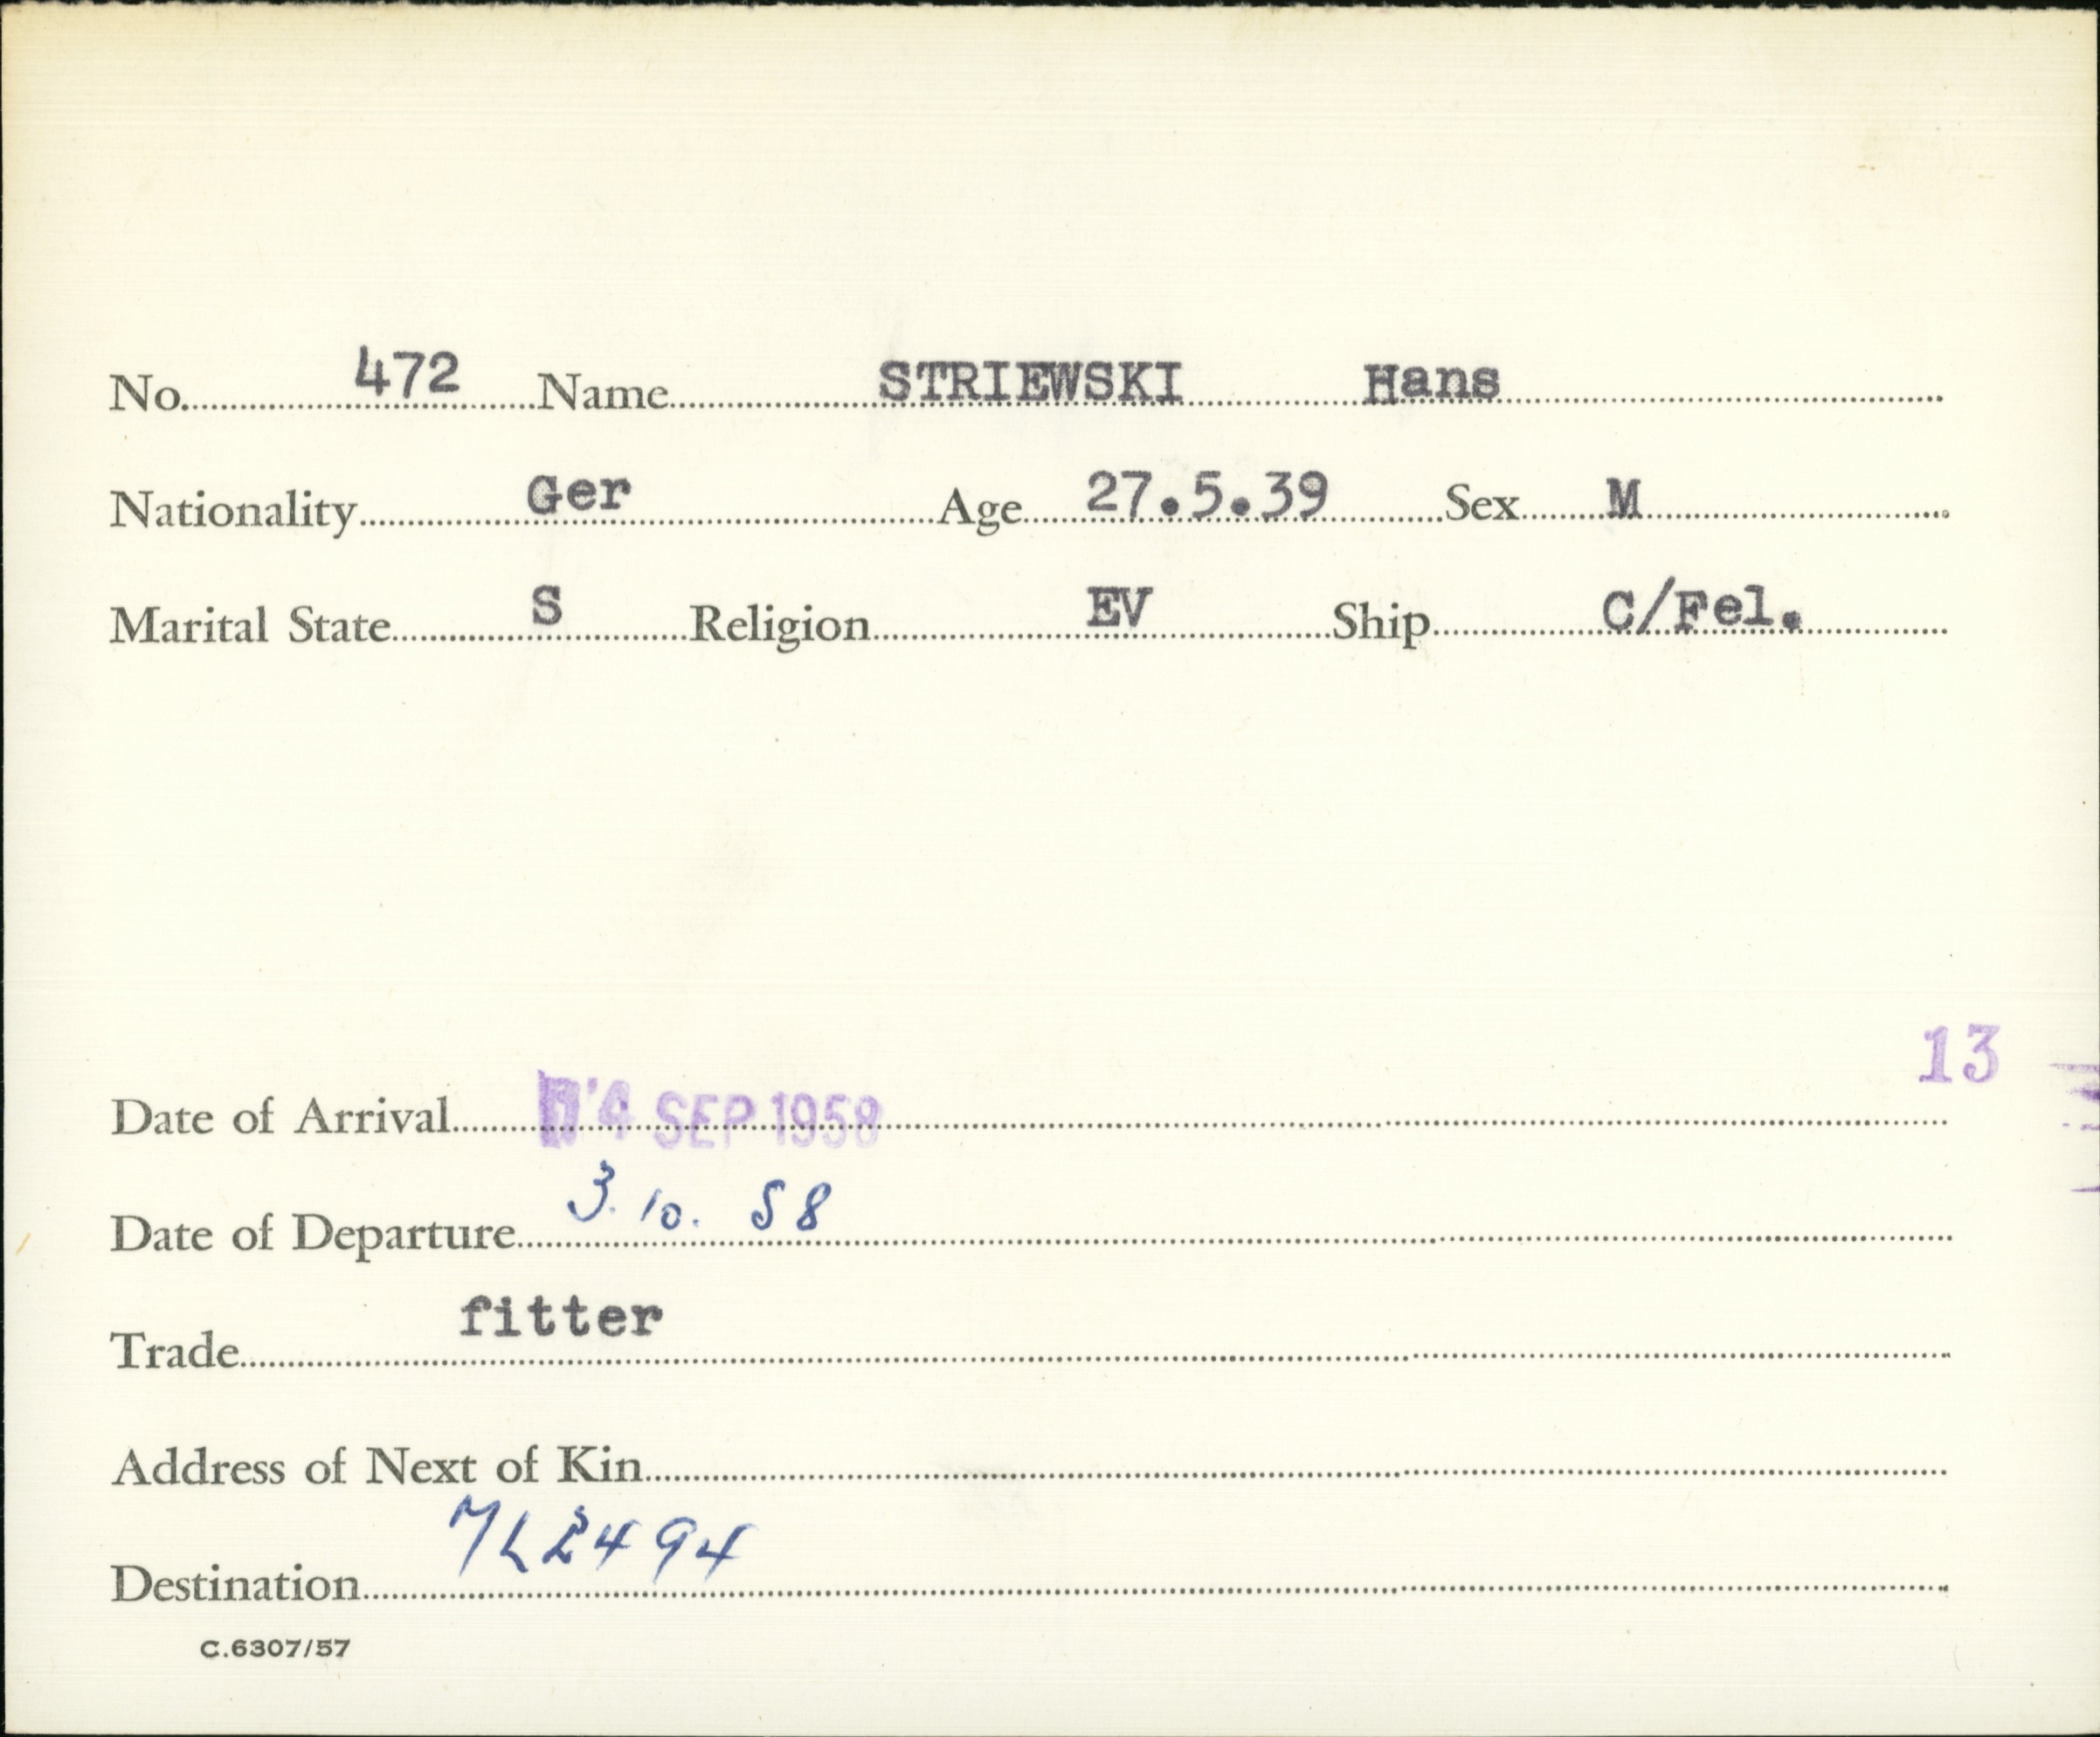 No. 472 Name STRIEWSKI Hans
Nationality Ger Age 27.5.39 Sex M
Marital State S Religion EV Ship C/Fel.
13
Date of Arrival SEP 1958
Date of Departure 3.10.58
Trade fitter
Address of Next of Kin
Destination
C.6307/57